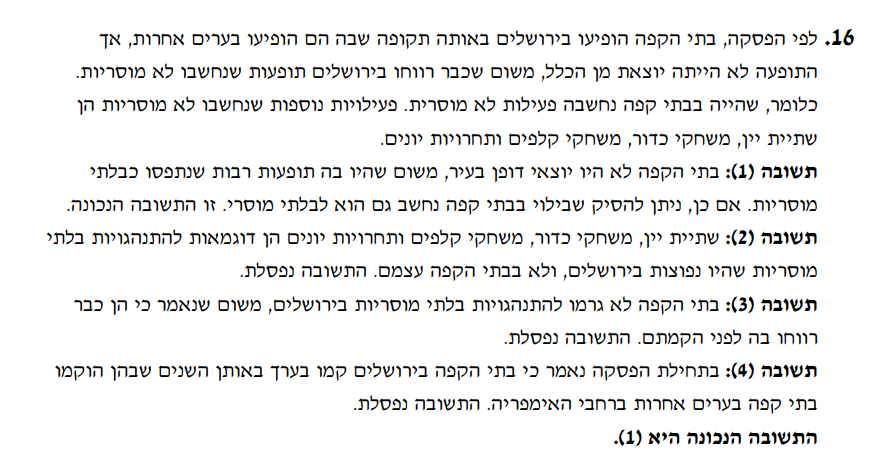 16. לפי הפסקה, בתי הקפה הופיעו בירושלים באותה תקופה שבה הם הופיעו בערים אחרות, אך
התופעה לא הייתה יוצאת מן הכלל, משום שכבר רווחו בירושלים תופעות שנחשבו לא מוסריות.
כלומר, שהייה בבתי קפה נחשבה פעילות לא מוסרית. פעילויות נוספות שנחשבו לא מוסריות הן
שתיית יין, משחקי כדור, משחקי קלפים ותחרויות יונים.
תשובה (1): בתי הקפה לא היו יוצאי דופן בעיר, משום שהיו בה תופעות רבות שנתפסו כבלתי
מוסריות. אם כן, ניתן להסיק שבילוי בבתי קפה נחשב גם הוא לבלתי מוסרי. זו התשובה הנכונה.
תשובה (2): שתיית יין, משחקי כדור, משחקי קלפים ותחרויות יונים הן דוגמאות להתנהגויות בלתי
מוסריות שהיו נפוצות בירושלים, ולא בבתי הקפה עצמם. התשובה נפסלת.
תשובה (3): בתי הקפה לא גרמו להתנהגויות בלתי מוסריות בירושלים, משום שנאמר כי הן כבר
רווחו בה לפני הקמתם. התשובה נפסלת.
תשובה (4): בתחילת הפסקה נאמר כי בתי הקפה בירושלים קמו בערך באותן השנים שבהן הוקמו
בתי קפה בערים אחרות ברחבי האימפריה. התשובה נפסלת.
התשובה הנכונה היא (1).